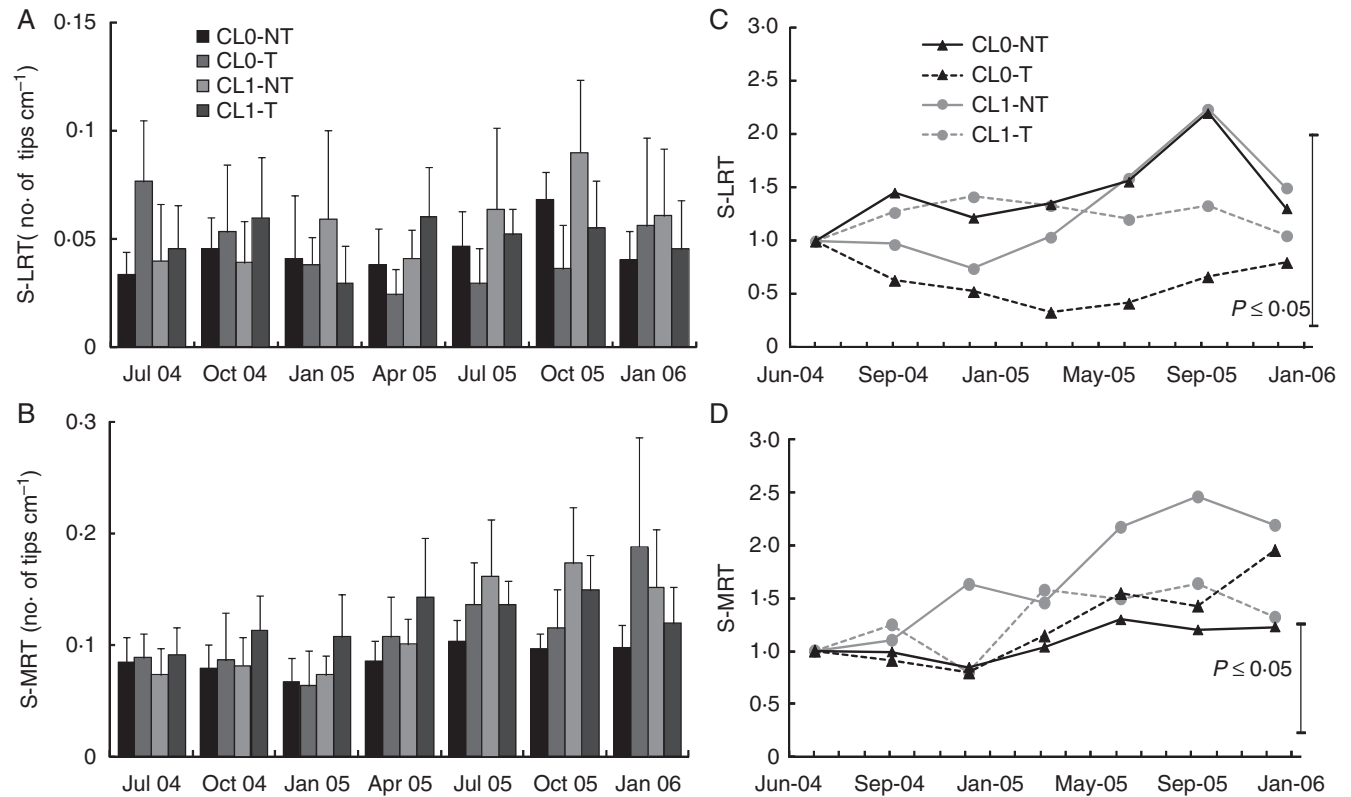 A
S-LRT( no· of tips cm⁻¹)
0·15
0·1
0·05
0
CL0-NT
CL0-T
CL1-NT
CL1-T
Jul 04 Oct 04 Jan 05 Apr 05 Jul 05 Oct 05 Jan 06
C
S-LRT
3·0
2·5
2·0
1·5
1·0
0·5
0
CL0-NT
CL0-T
CL1-NT
CL1-T
P ≤ 0·05
Jun-04 Sep-04 Jan-05 May-05 Sep-05 Jan-06
B
S-MRT (no· of tips cm⁻¹)
0·3
0·2
0·1
0
Jul 04 Oct 04 Jan 05 Apr 05 Jul 05 Oct 05 Jan 06
D
S-MRT
3·0
2·5
2·0
1·5
1·0
0·5
0
P ≤ 0·05
Jun-04 Sep-04 Jan-05 May-05 Sep-05 Jan-06